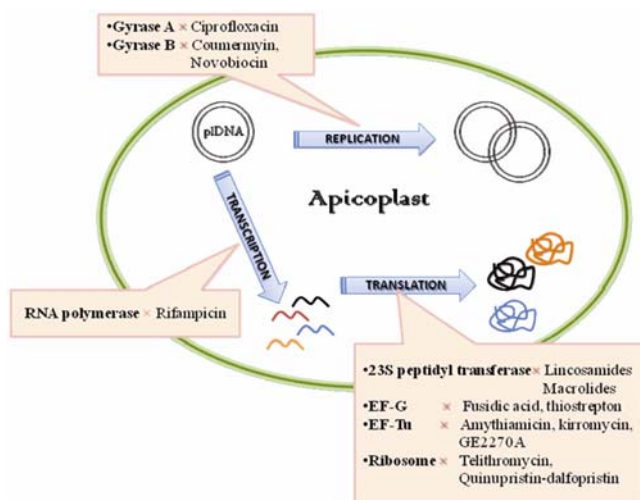 •Gyrase A × Ciprofloxacin
•Gyrase B × Coumermyin,
Novobiocin
plDNA
REPLICATION
Apicoplast
TRANSCRIPTION
RNA polymerase × Rifampicin
TRANSLATION
•23S peptidyl transferase × Lincosamides
Macrolides
•EF-G × Fusidic acid, thiostrepton
•EF-Tu × Amythiamicin, kirromycin,
GE2270A
•Ribosome × Telithromycin,
Quinupristin-dalfopristin